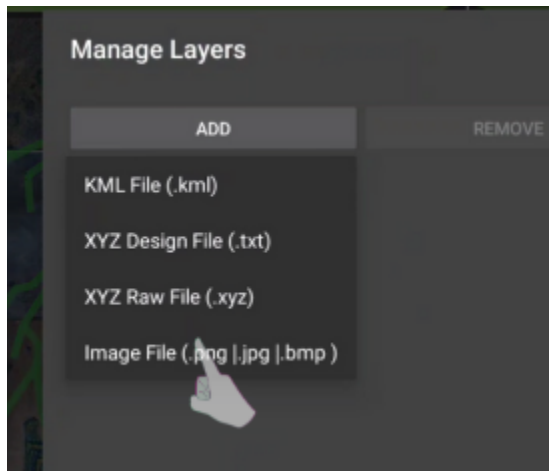 Manage Layers
ADD
REMOVE
KML File (.kml)
XYZ Design File (.txt)
XYZ Raw File (.xyz)
Image File (.png |.jpg |.bmp )